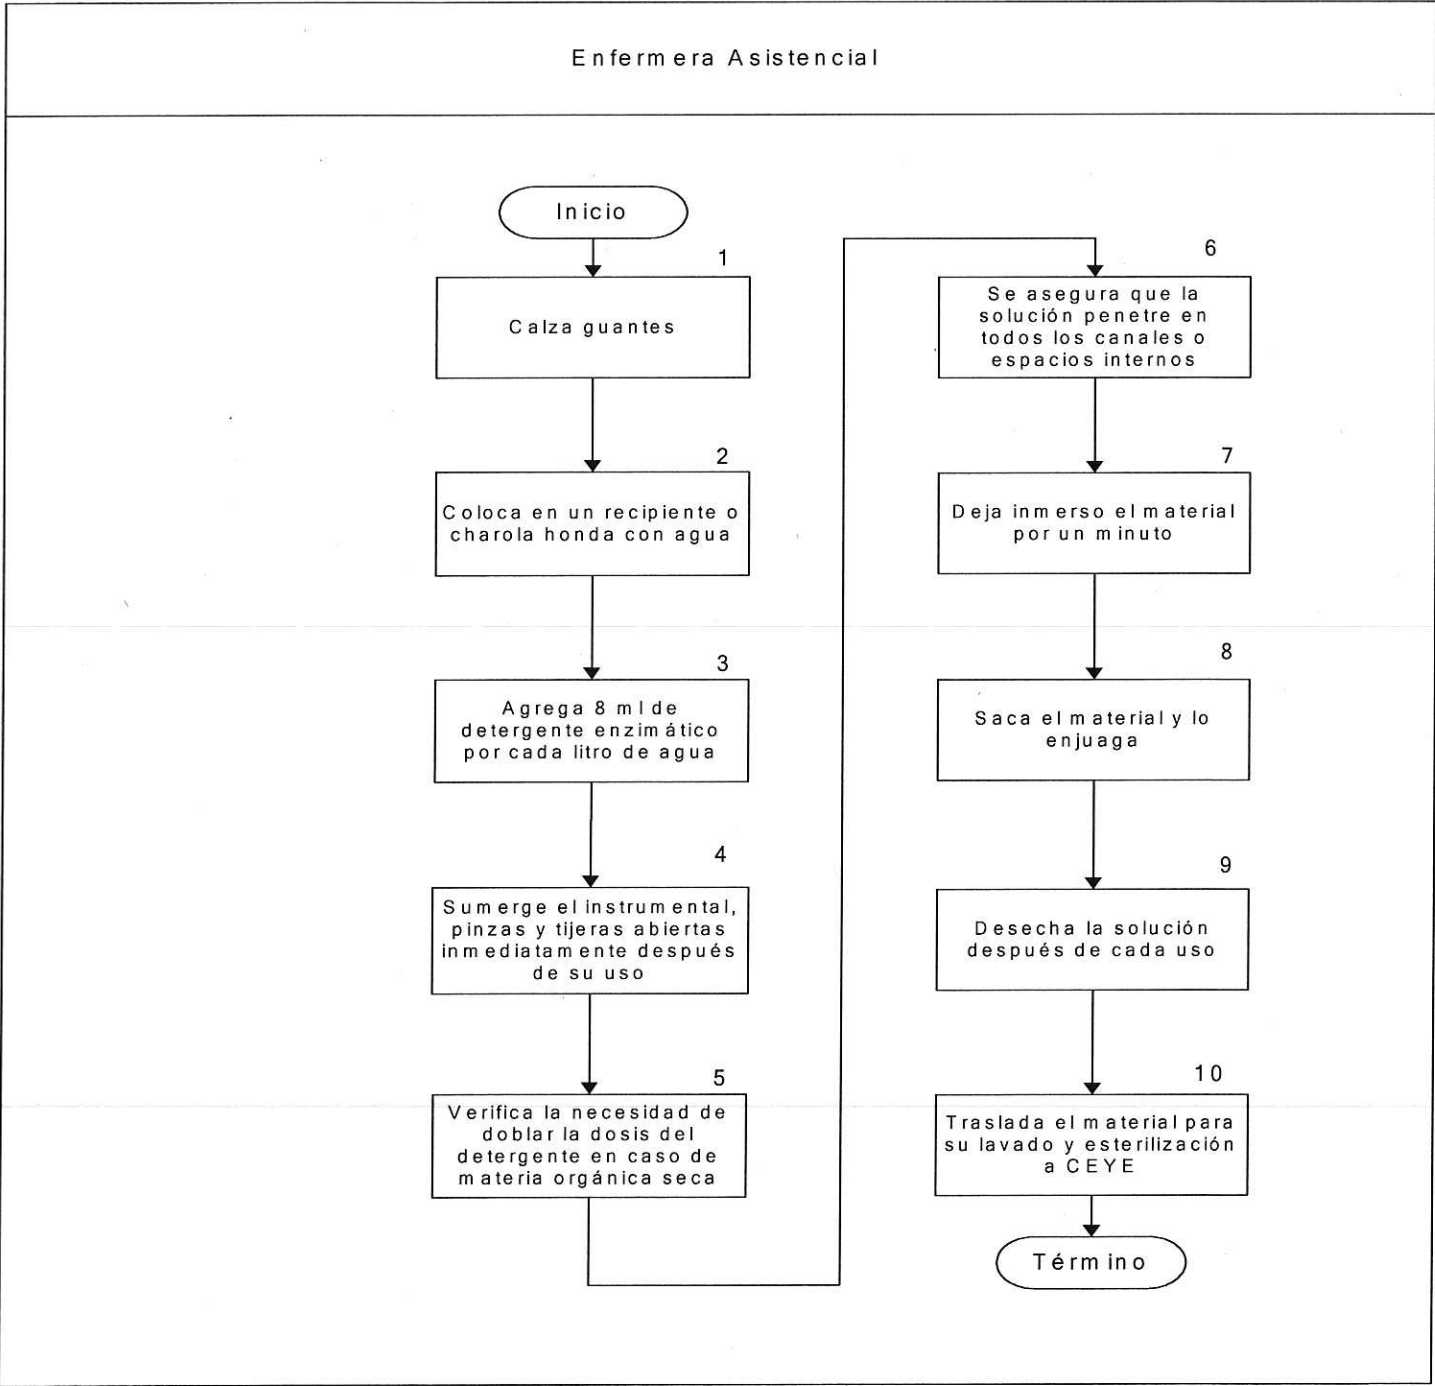 Enfermera Asistencial
Inicio
1
Calza guantes
2
Coloca en un recipiente o
charola honda con agua
3
Agrega 8 ml de
detergente enzimático
por cada litro de agua
4
Sumerge el instrumental,
pinzas y tijeras abiertas
inmediatamente después
de su uso
5
Verifica la necesidad de
doblar la dosis del
detergente en caso de
materia orgánica seca
6
Se asegura que la
solución penetre en
todos los canales o
espacios internos
7
Deja inmerso el material
por un minuto
8
Saca el material y lo
enjuaga
9
Desecha la solución
después de cada uso
10
Traslada el material para
su lavado y esterilización
a CEYE
Término